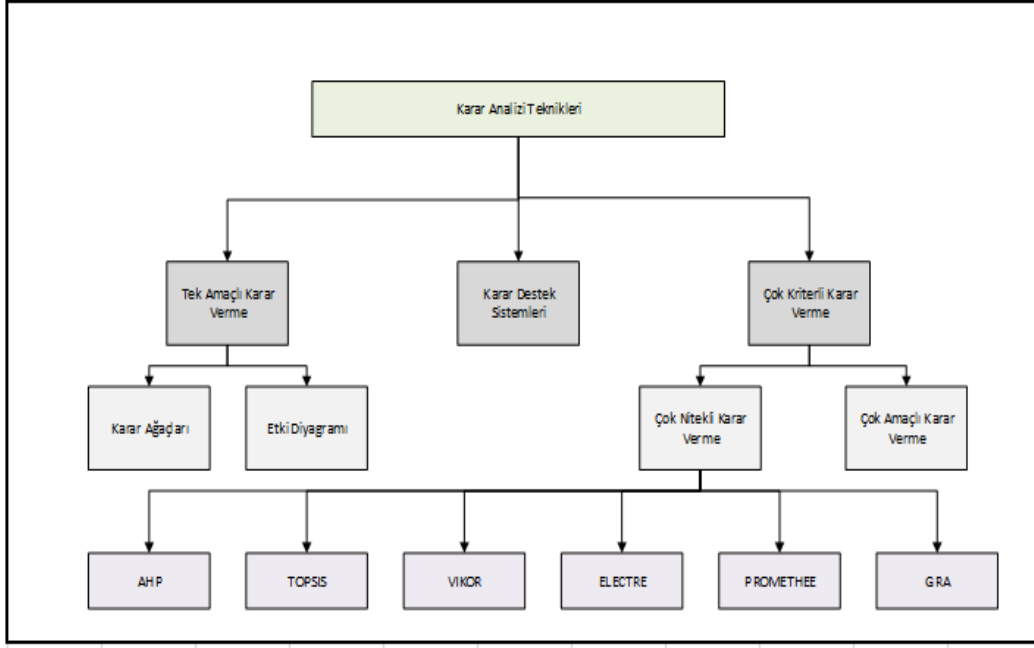 Karar Analizi Teknikleri
Tek Amaçlı Karar
Verme
Karar Destek
Sistemleri
Çok Kriterli Karar
Verme
Karar Ağaçları
Etki Diyagramı
Çok Nitekli Karar
Verme
Çok Amaçlı Karar
Verme
AHP
TOPSIS
VIKOR
ELECTRE
PROMETHEE
GRA